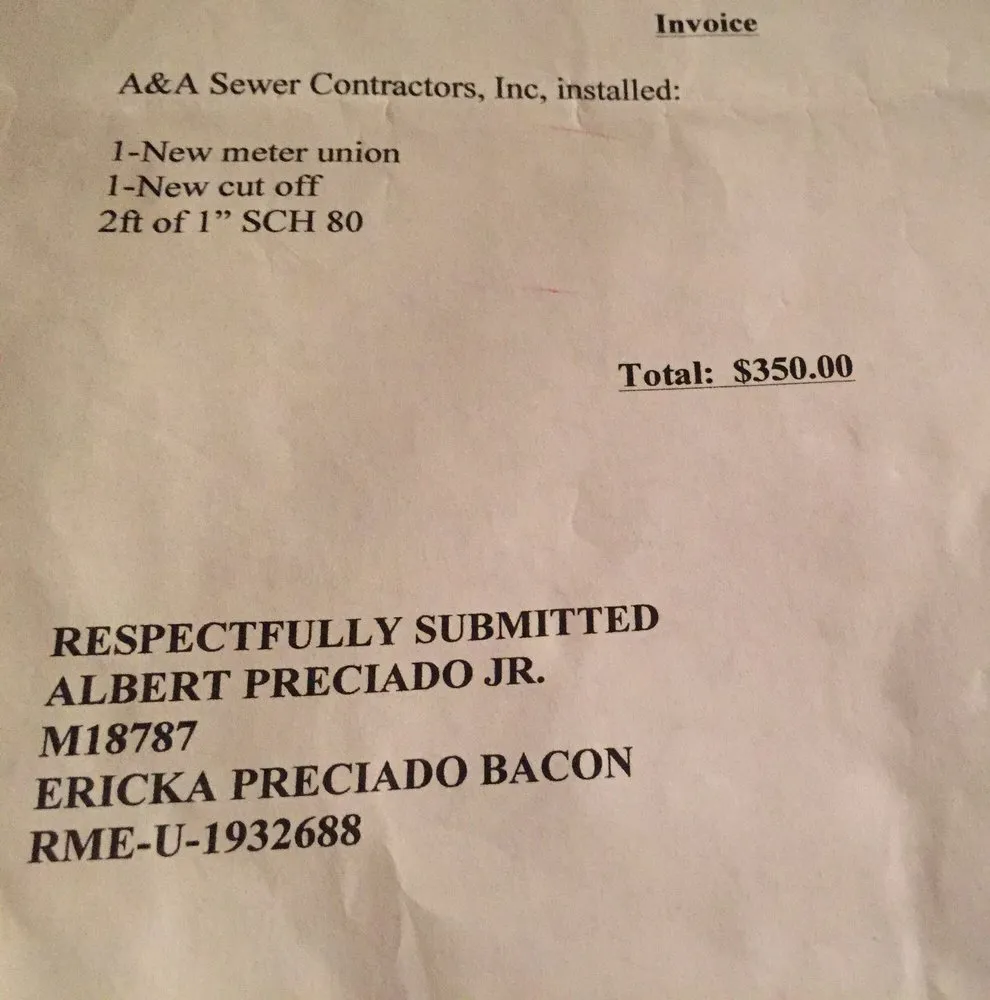 Invoice
A&A Sewer Contractors, Inc, installed:
1-New meter union
1-New cut off
2ft of 1” SCH 80
Total: $350.00
RESPECTFULLY SUBMITTED
ALBERT PRECIADO JR.
M18787
ERICKA PRECIADO BACON
RME-U-1932688